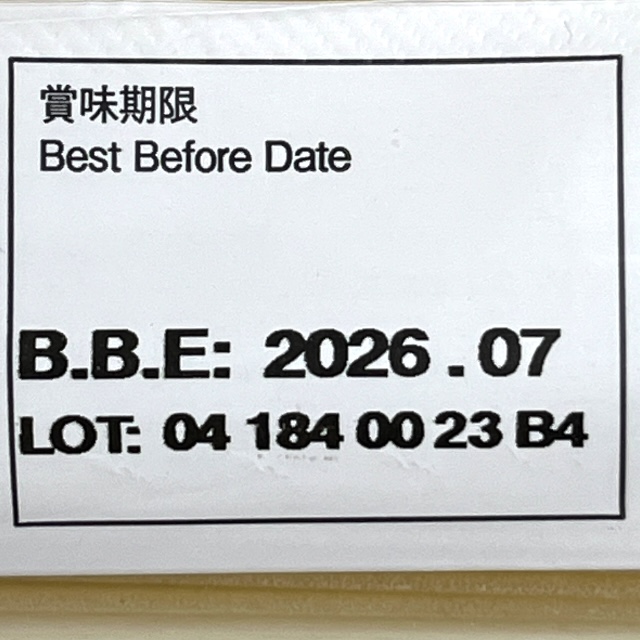 賞味期限
Best Before Date
B.B.E: 2026.07
LOT: 04 184 00 23 B4